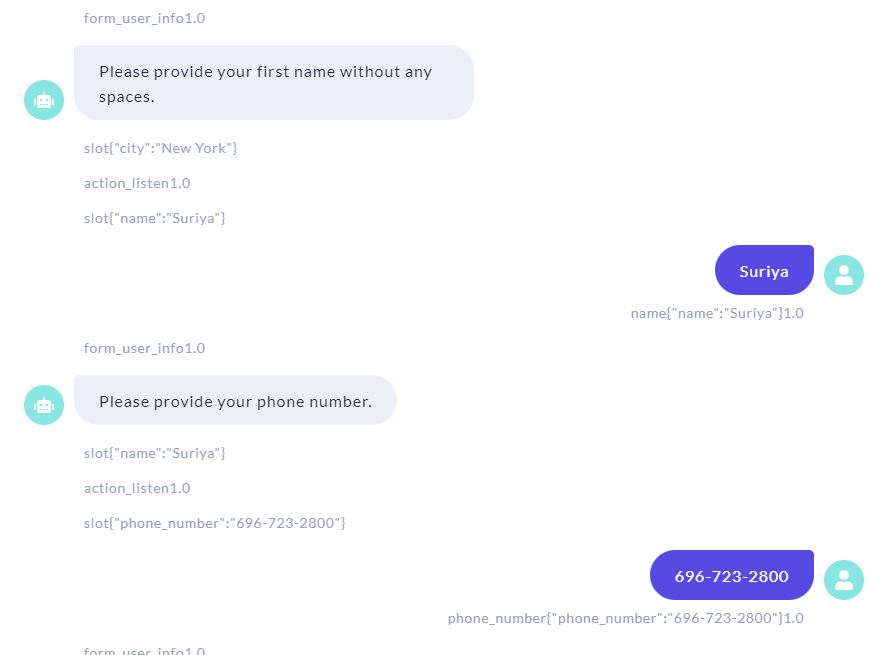 form_user_info1.0
Please provide your first name without any
spaces.
slot{"city":"New York"}
action_listen1.0
slot{"name":"Suriya"}
Suriya
name{"name":"Suriya"}1.0
form_user_info1.0
Please provide your phone number.
slot{"name":"Suriya"}
action_listen1.0
slot{"phone_number":"696-723-2800"}
696-723-2800
phone_number{"phone_number":"696-723-2800"}1.0
form_user_info1.0